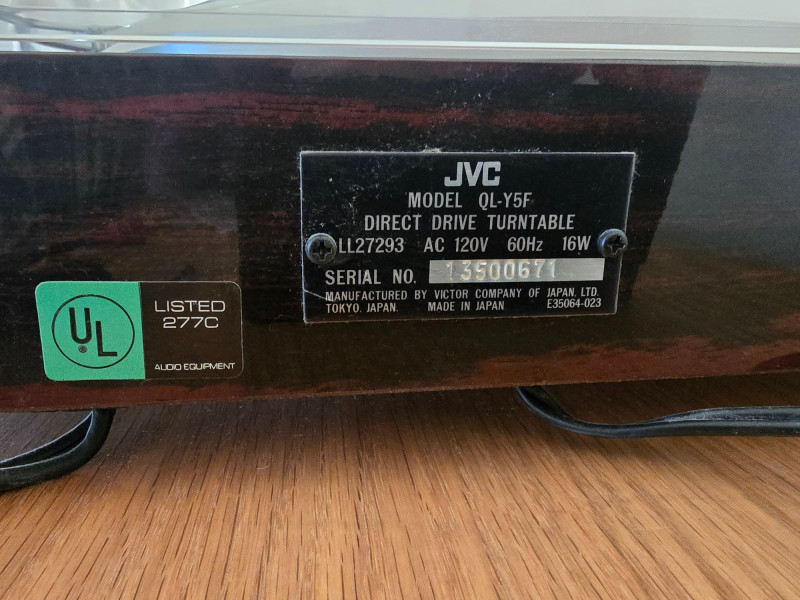 JVC
MODEL QL-Y5F
DIRECT DRIVE TURNTABLE
LL27293 AC 120V 60Hz 16W
SERIAL NO. 13500671
MANUFACTURED BY VICTOR COMPANY OF JAPAN, LTD.
TOKYO. JAPAN. MADE IN JAPAN E35064-023
UL
LISTED
277C
AUDIO EQUIPMENT